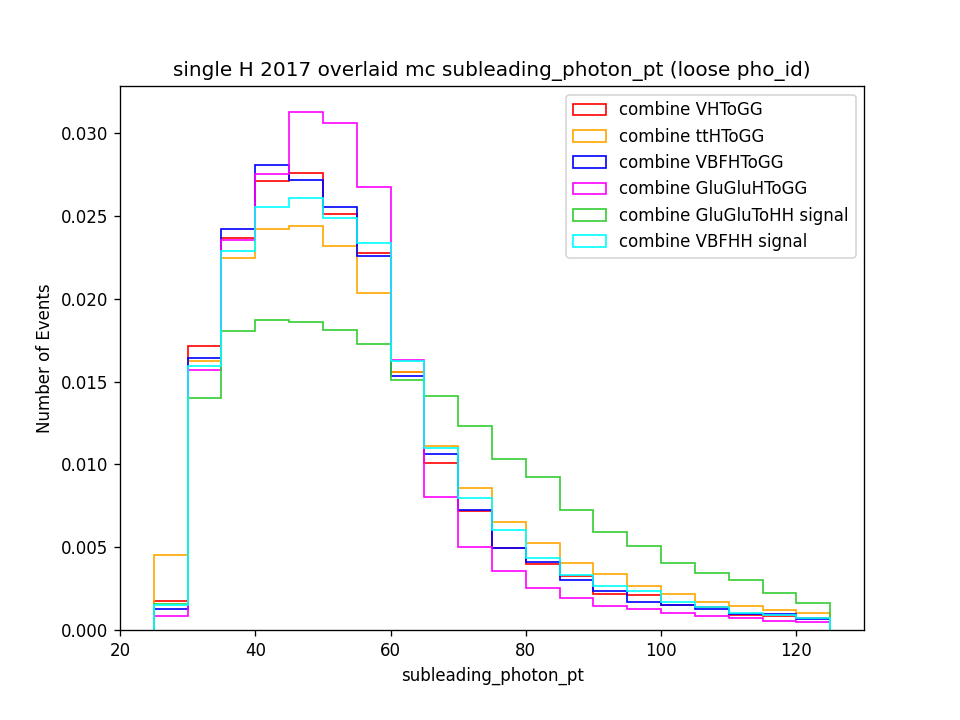 single H 2017 overlaid mc subleading_photon_pt (loose pho_id)
combine VHToGG
combine ttHToGG
combine VBFHToGG
combine GluGluHToGG
combine GluGluToHH signal
combine VBFHH signal
Number of Events
0.030
0.025
0.020
0.015
0.010
0.005
0.000
20 40 60 80 100 120
subleading_photon_pt